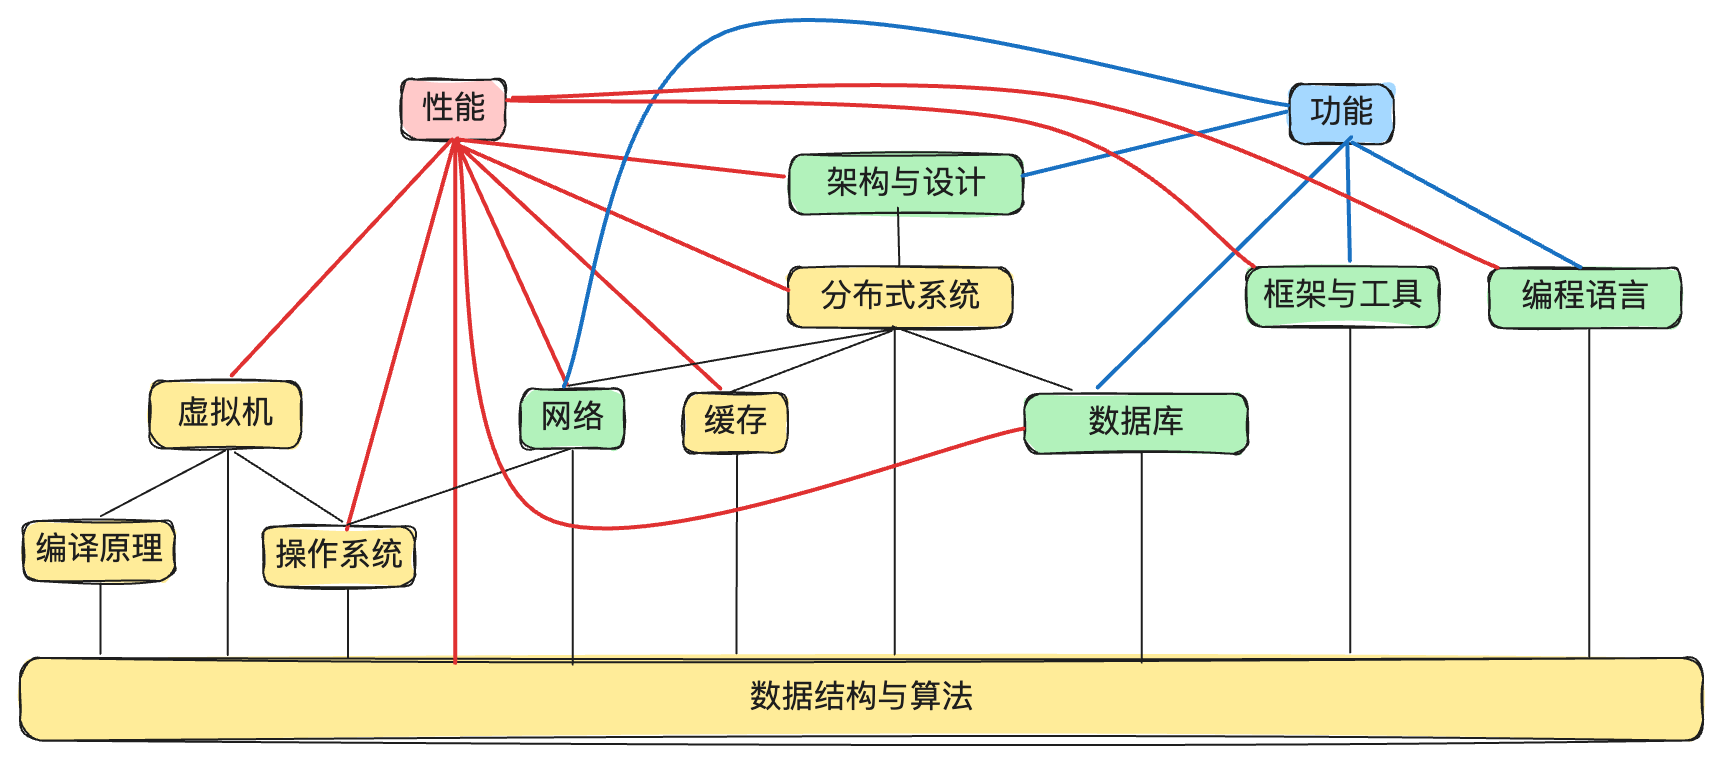 性能
功能
架构与设计
分布式系统
框架与工具
编程语言
虚拟机
网络
缓存
数据库
编译原理
操作系统
数据结构与算法